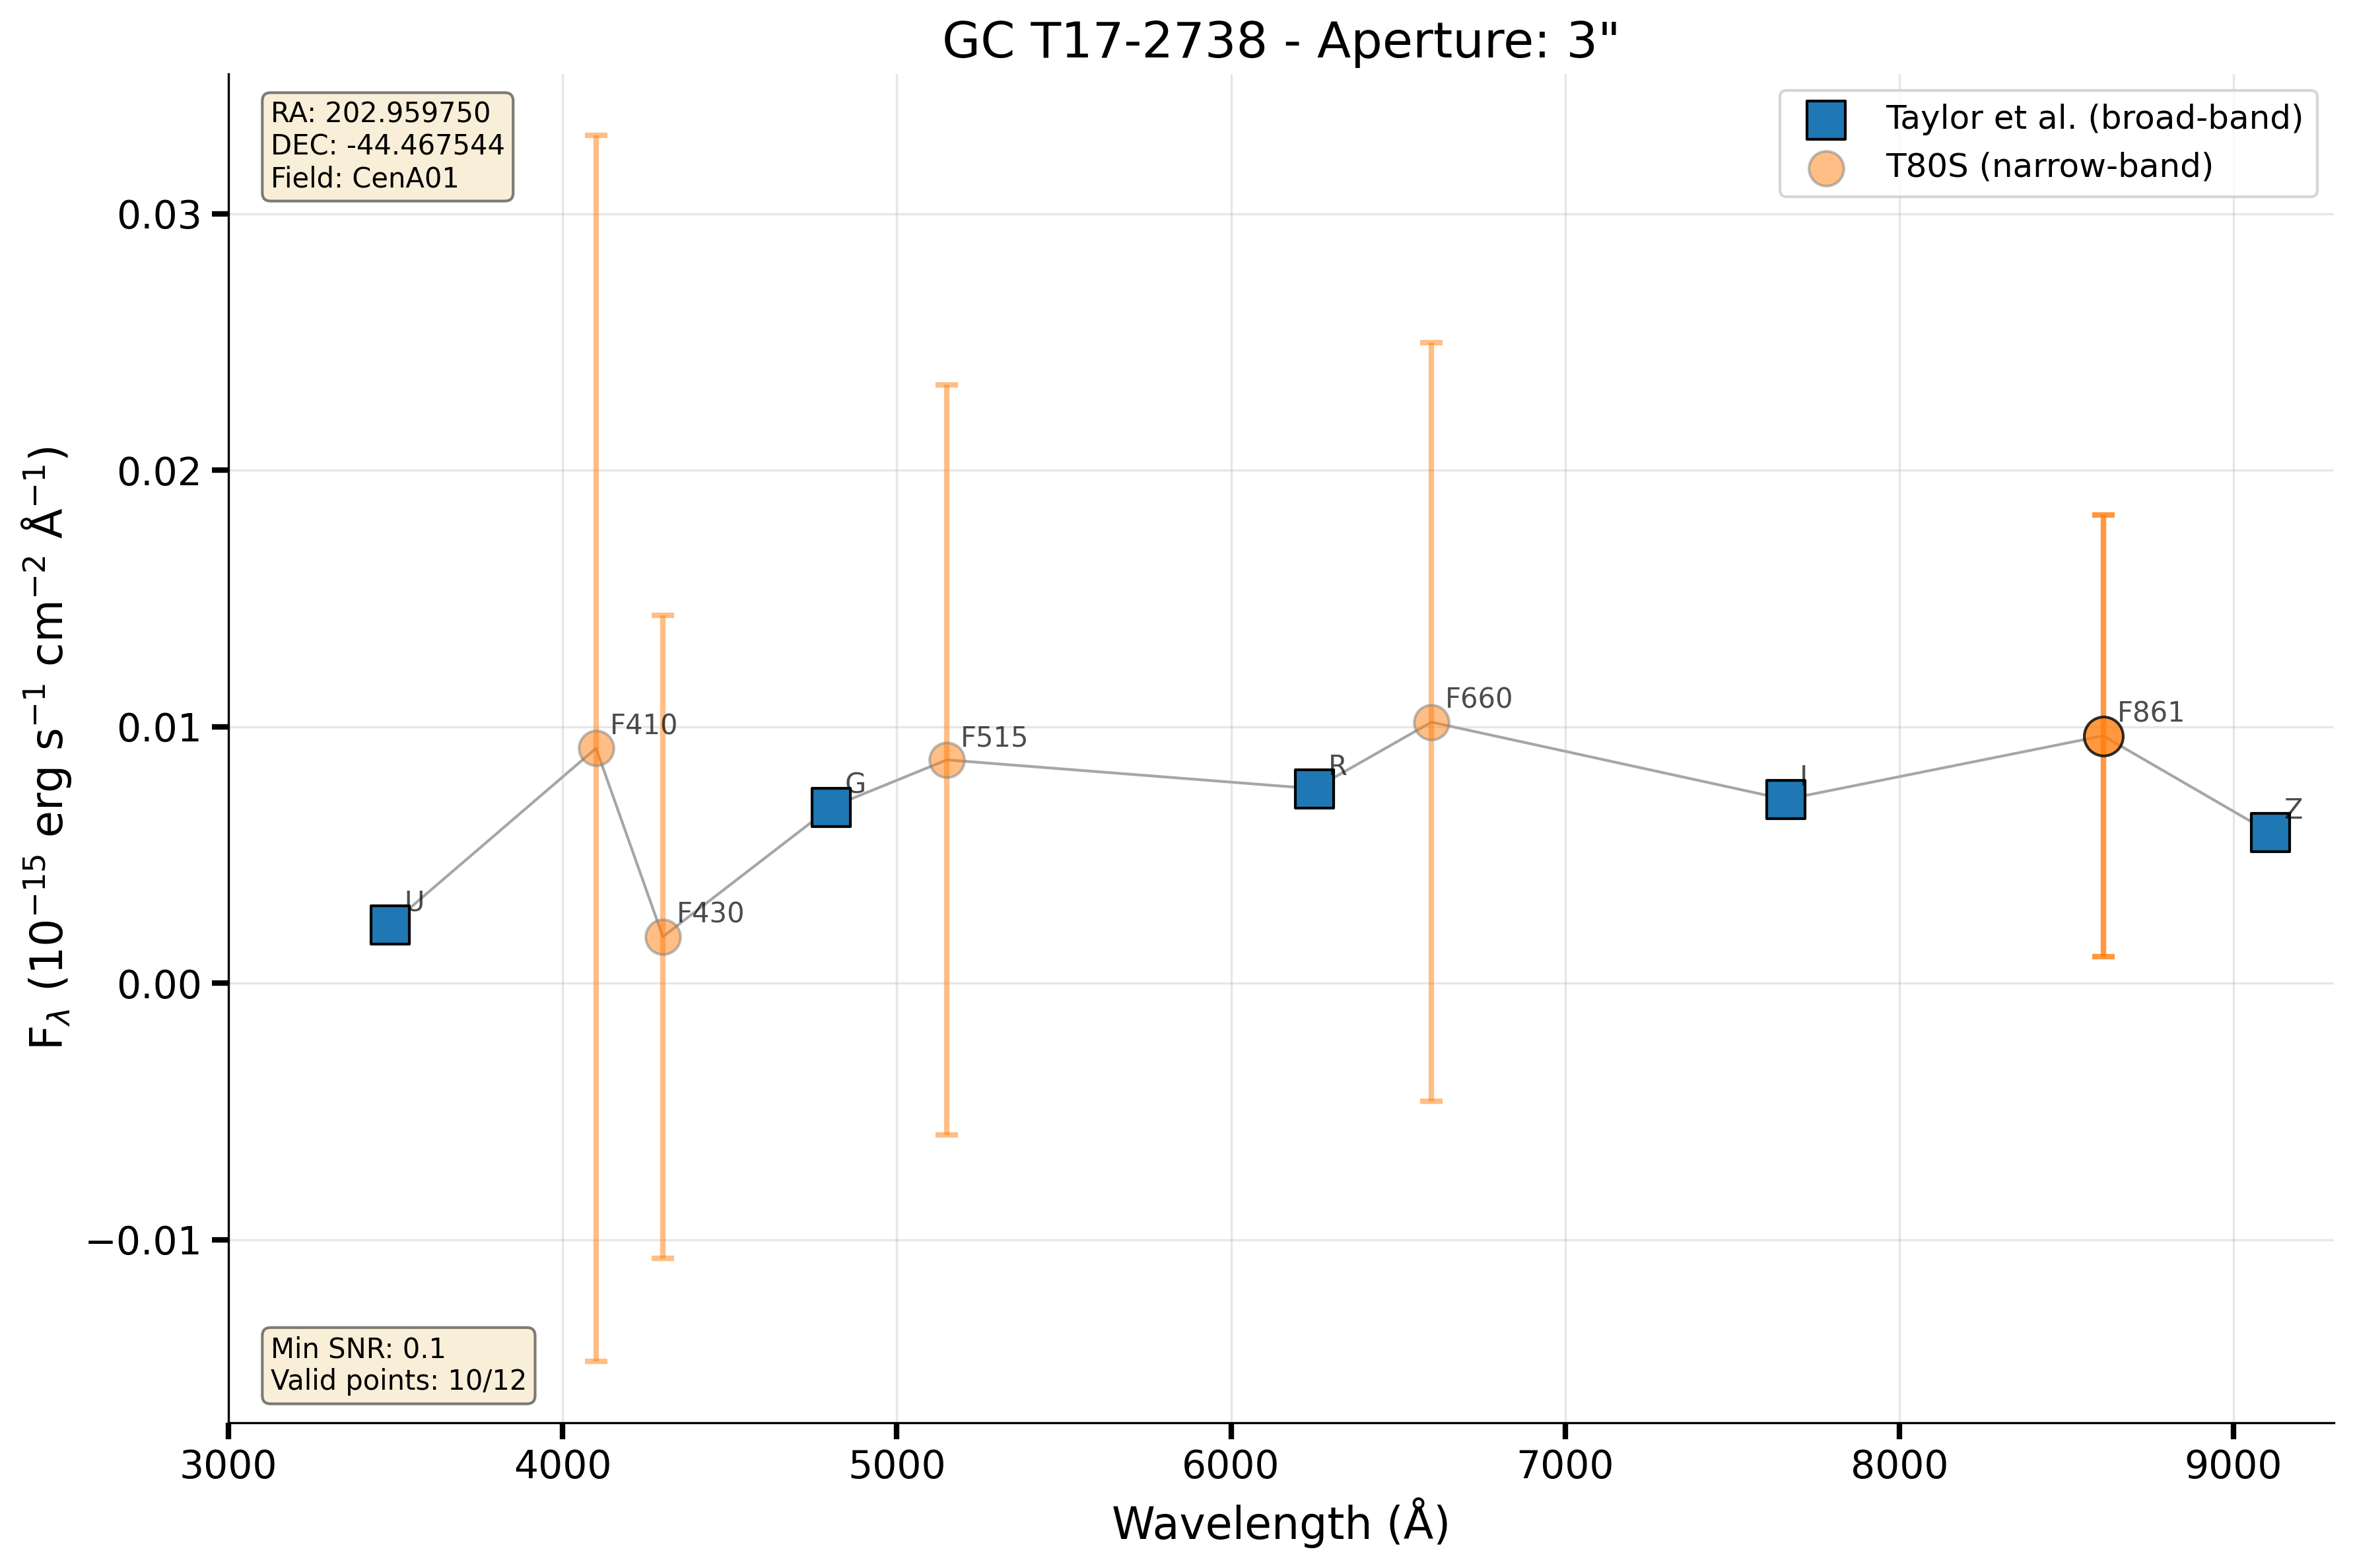 GC T17-2738 - Aperture: 3"
RA: 202.959750
DEC: -44.467544
Field: CenA01
Taylor et al. (broad-band)
T80S (narrow-band)
F_λ (10⁻¹⁵ erg s⁻¹ cm⁻² Å⁻¹)
0.03
0.02
0.01
0.00
−0.01
U
F410
F430
G
F515
R
F660
I
F861
Z
Min SNR: 0.1
Valid points: 10/12
3000 4000 5000 6000 7000 8000 9000
Wavelength (Å)